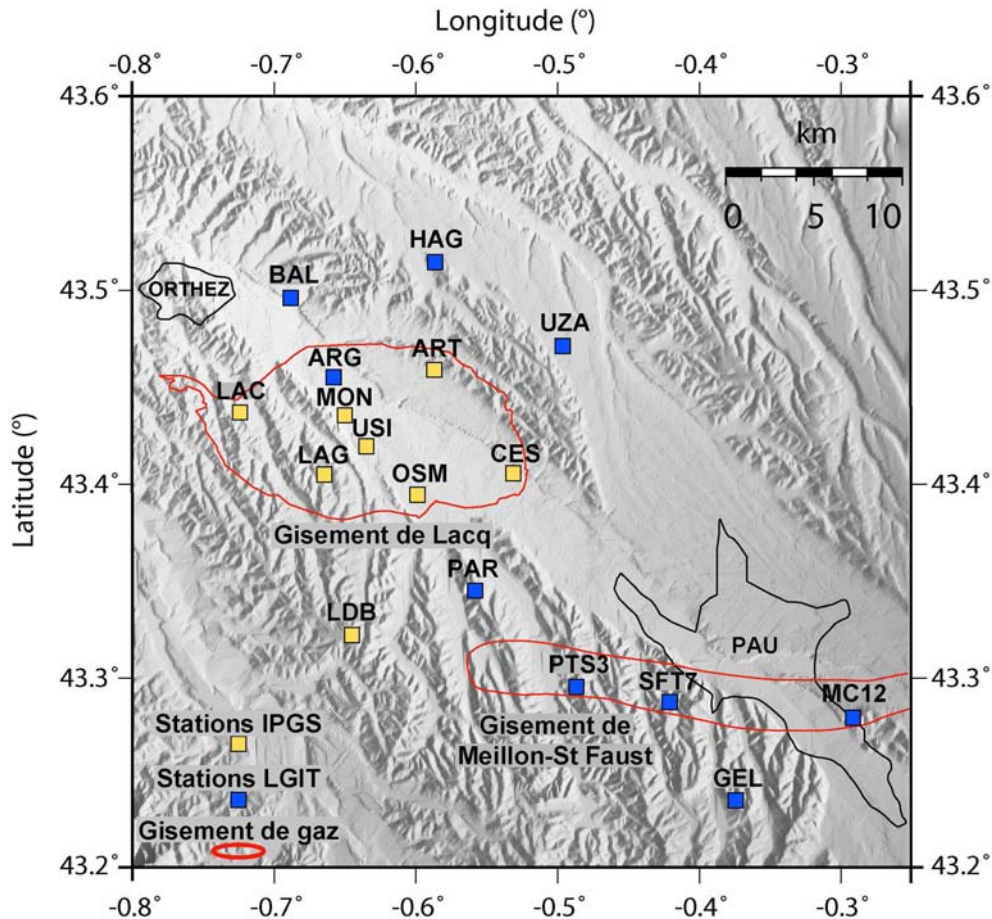 Longitude (°)
-0.8° -0.7° -0.6° -0.5° -0.4° -0.3°
43.6° 43.6°
km
0 5 10
HAG
BAL
ORTHEZ
43.5° 43.5°
UZA
ARG ART
LAC MON
USI
LAG OSM CES
43.4° 43.4°
Latitude (°)
Gisement de Lacq
PAR
LDB
PAU
PTS3 SFT7 MC12
43.3° 43.3°
Stations IPGS
Gisement de
Meillon-St Faust
Stations LGIT
GEL
Gisement de gaz
43.2° 43.2°
-0.8° -0.7° -0.6° -0.5° -0.4° -0.3°